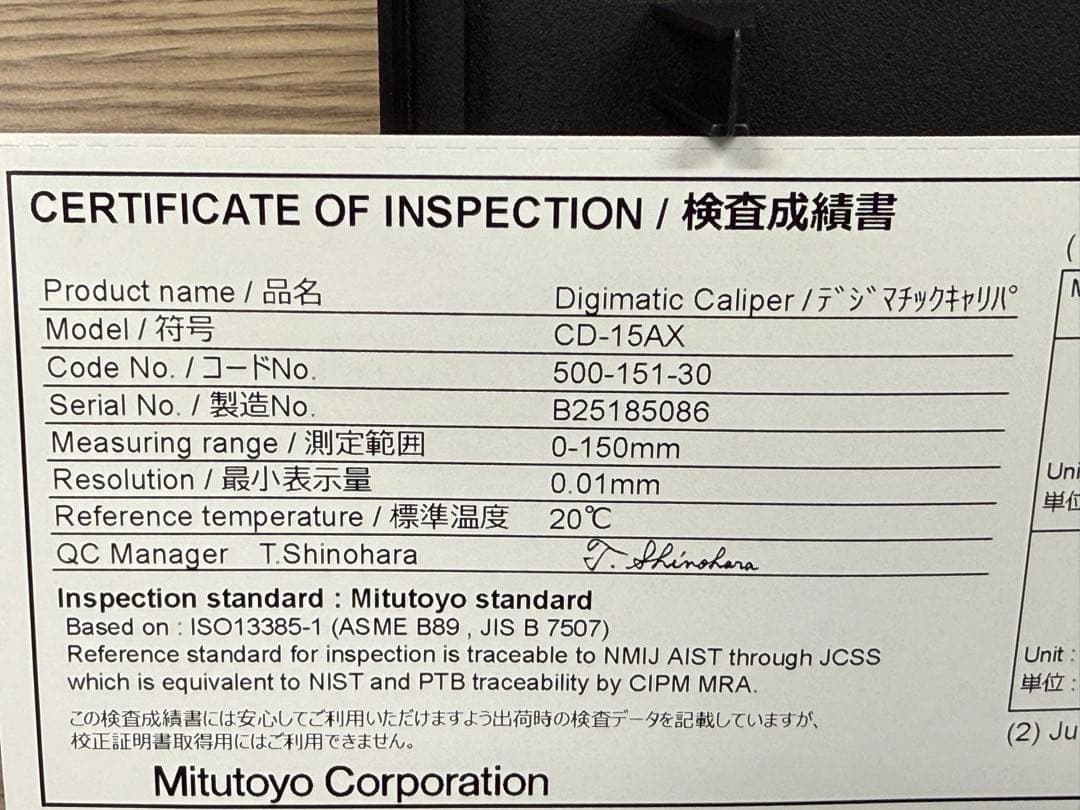 CERTIFICATE OF INSPECTION / 検査成績書
Product name / 品名 Digimatic Caliper / デジマチックキャリパ
Model / 符号 CD-15AX
Code No. / コードNo. 500-151-30
Serial No. / 製造No. B25185086
Measuring range / 測定範囲 0-150mm
Resolution / 最小表示量 0.01mm
Reference temperature / 標準温度 20℃
QC Manager T.Shinohara T. Shinohara
Inspection standard : Mitutoyo standard
Based on : ISO13385-1 (ASME B89 , JIS B 7507)
Reference standard for inspection is traceable to NMIJ AIST through JCSS
which is equivalent to NIST and PTB traceability by CIPM MRA.
この検査成績書には安心してご利用いただけますよう出荷時の検査データを記載していますが、
校正証明書取得用にはご利用できません。
Mitutoyo Corporation
Unit :
単位 :
(2)